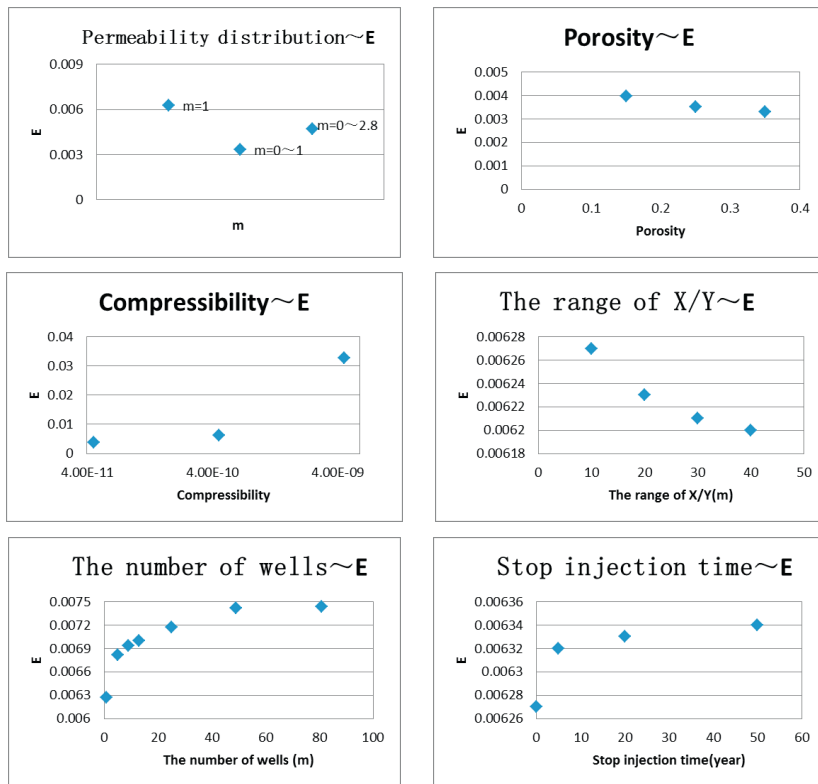 Permeability distribution～E
0.009
0.006
0.003
0
E
m=1
m=0～1
m=0～2.8
m
Porosity～E
0.005
0.004
0.003
0.002
0.001
0
E
0 0.1 0.2 0.3 0.4
Porosity
Compressibility～E
0.04
0.03
0.02
0.01
0
E
4.00E-11 4.00E-10 4.00E-09
Compressibility
The range of X/Y～E
0.00628
0.00626
0.00624
0.00622
0.0062
0.00618
E
0 10 20 30 40 50
The range of X/Y(m)
The number of wells～E
0.0075
0.0072
0.0069
0.0066
0.0063
0.006
E
0 20 40 60 80 100
The number of wells (m)
Stop injection time～E
0.00636
0.00634
0.00632
0.0063
0.00628
0.00626
E
0 10 20 30 40 50 60
Stop injection time(year)